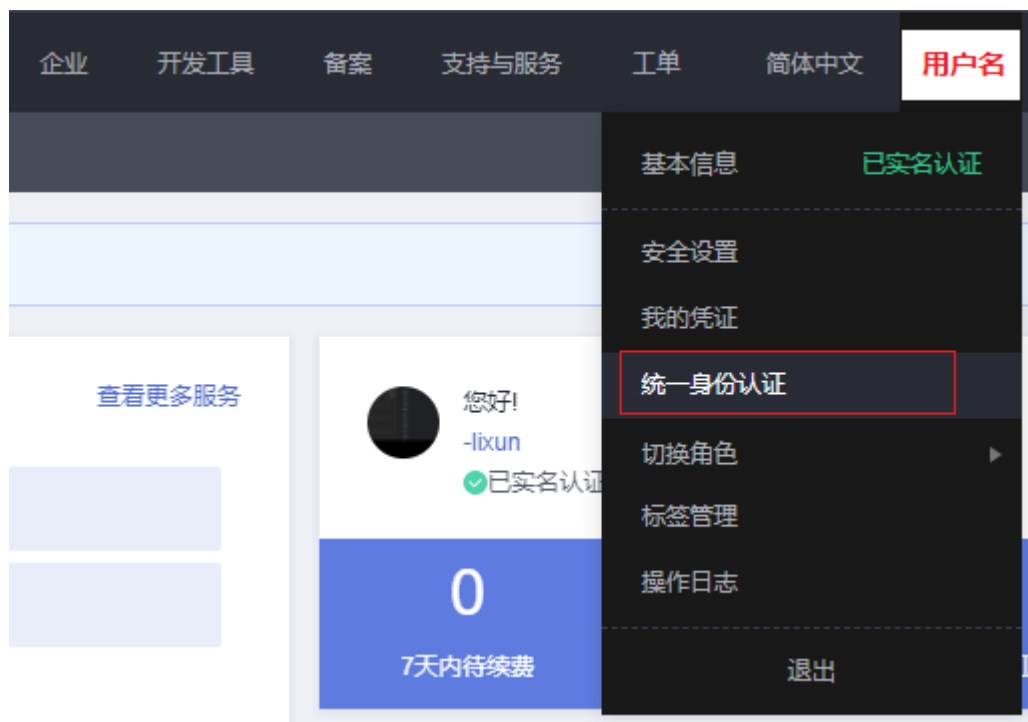 企业 开发工具 备案 支持与服务 工单 简体中文 用户名
基本信息 已实名认证
安全设置
我的凭证
统一身份认证
切换角色
标签管理
操作日志
退出
查看更多服务
您好!
-lixun
已实名认证
0
7天内待续费